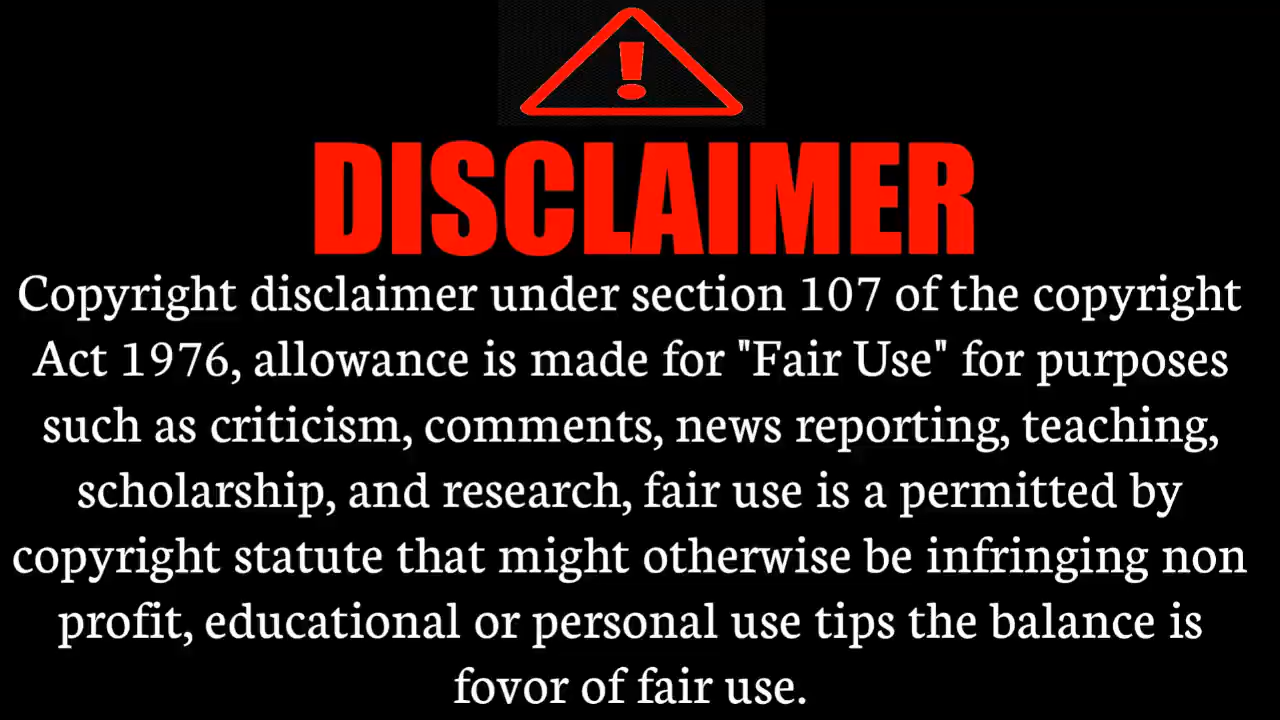 DISCLAIMER
Copyright disclaimer under section 107 of the copyright
Act 1976, allowance is made for "Fair Use" for purposes
such as criticism, comments, news reporting, teaching,
scholarship, and research, fair use is a permitted by
copyright statute that might otherwise be infringing non
profit, educational or personal use tips the balance is
fovor of fair use.